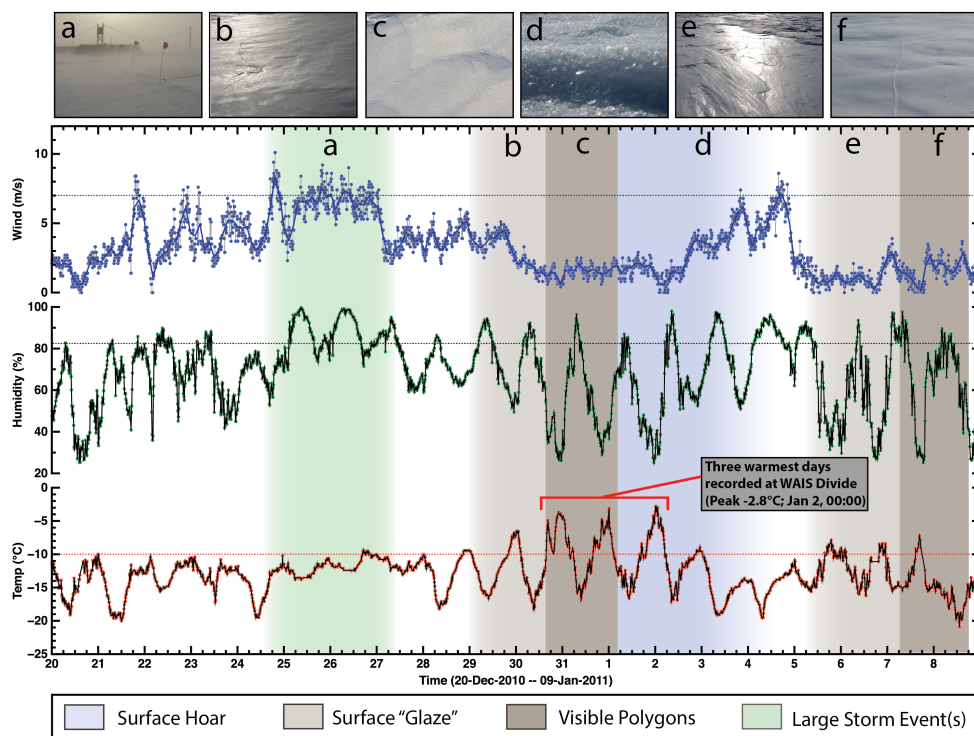 a
b
c
d
e
f
a
b
c
d
e
f
10
5
0
Wind (m/s)
100
80
60
40
20
Humidity (%)
Three warmest days
recorded at WAIS Divide
(Peak -2.8°C; Jan 2, 00:00)
0
−5
−10
−15
−20
−25
Temp (°C)
20 21 22 23 24 25 26 27 28 29 30 31 1 2 3 4 5 6 7 8
Time (20-Dec-2010 -- 09-Jan-2011)
Surface Hoar
Surface “Glaze”
Visible Polygons
Large Storm Event(s)